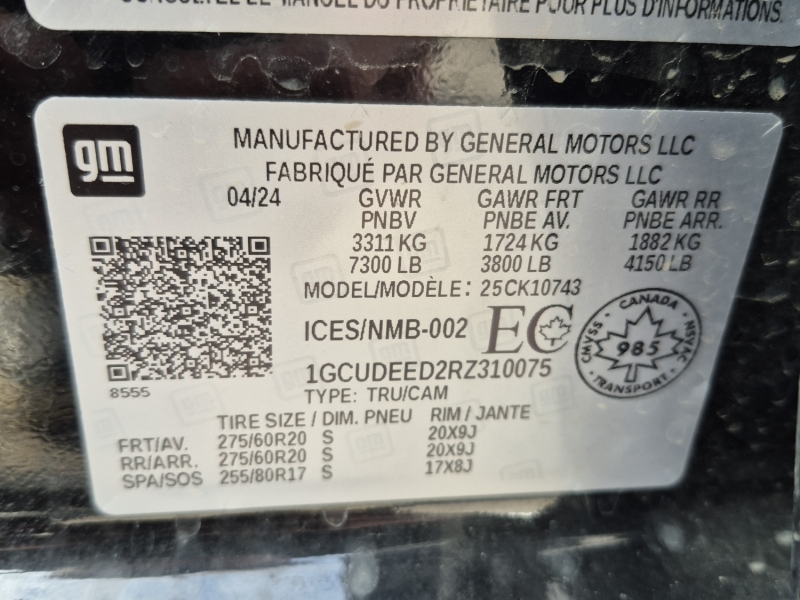 CONSULTEZ LE MANUEL DU PROPRIÉTAIRE POUR PLUS D'INFORMATIONS.
gm
MANUFACTURED BY GENERAL MOTORS LLC
FABRIQUÉ PAR GENERAL MOTORS LLC
04/24 GVWR GAWR FRT GAWR RR
PNBV PNBE AV. PNBE ARR.
3311 KG 1724 KG 1882 KG
7300 LB 3800 LB 4150 LB
MODEL/MODÈLE: 25CK10743
ICES/NMB-002 EC
CANADA
CMVSS 985 NSVAC
TRANSPORT
1GCUDEED2RZ310075
8555
TYPE: TRU/CAM
TIRE SIZE / DIM. PNEU RIM / JANTE
FRT/AV. 275/60R20 S 20X9J
RR/ARR. 275/60R20 S 20X9J
SPA/SOS 255/80R17 S 17X8J